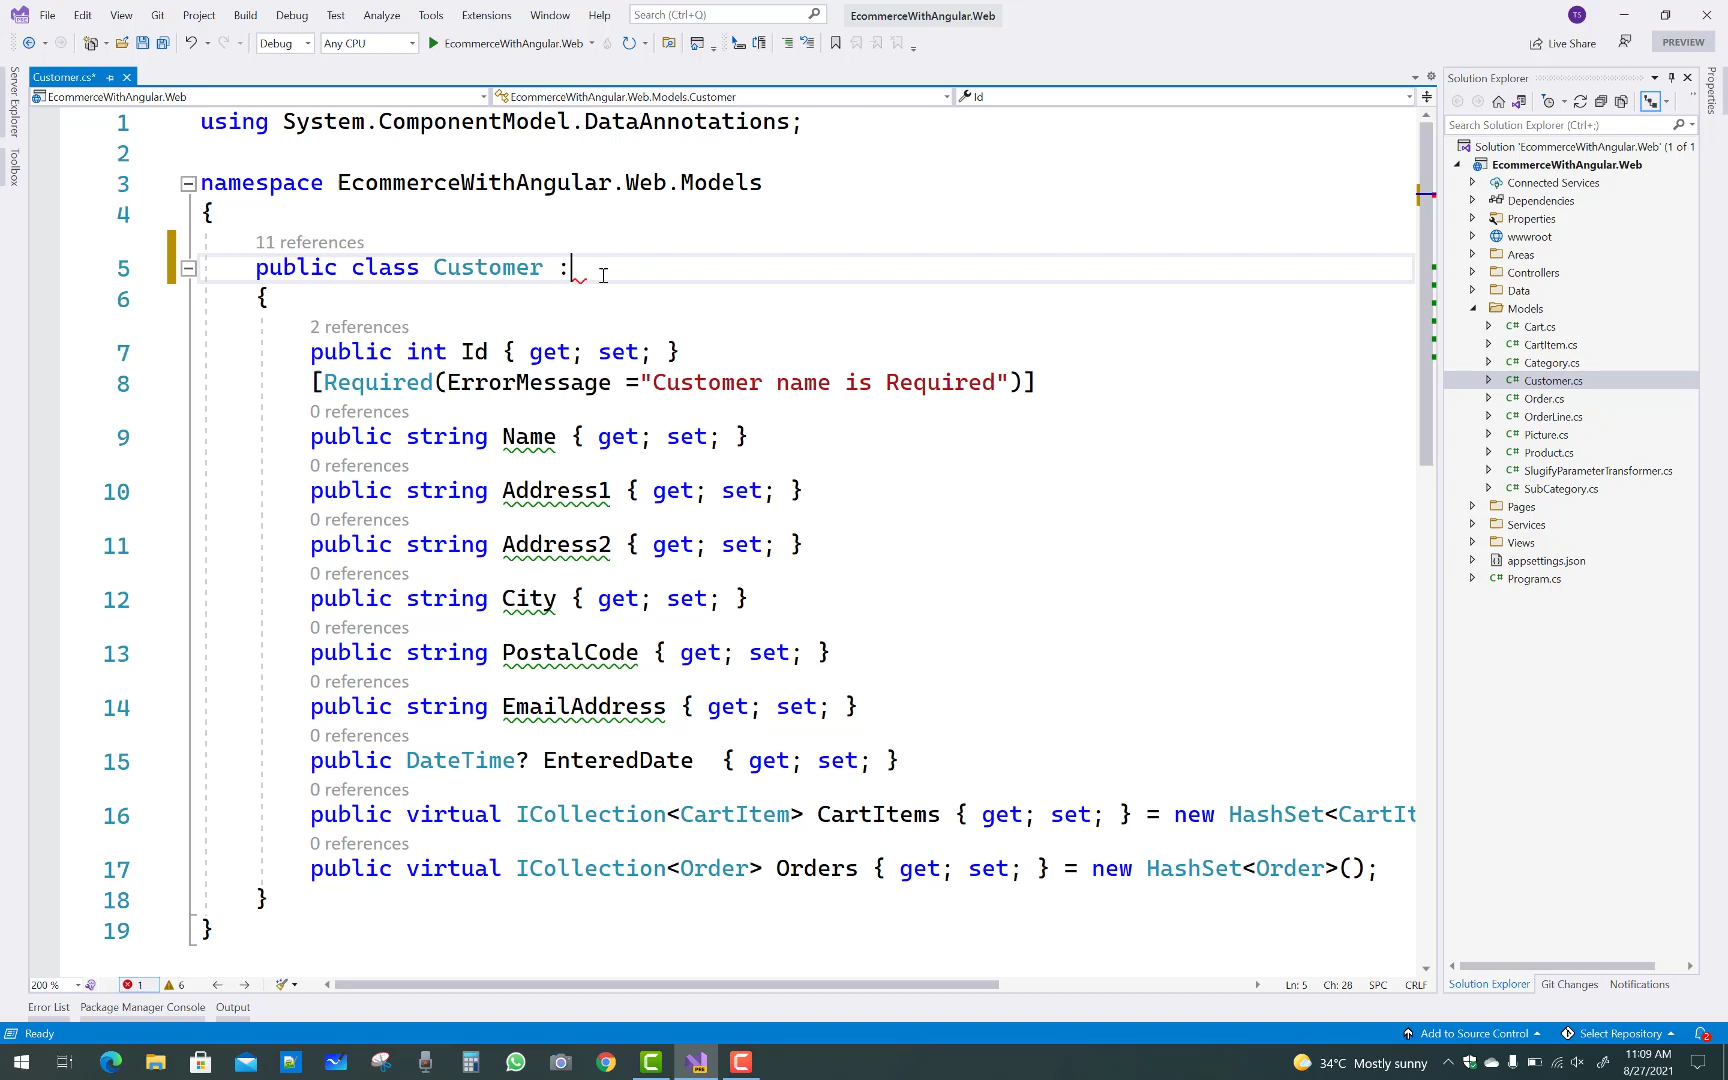 File Edit View Git Project Build Debug Test Analyze Tools Extensions Window Help Search (Ctrl+Q) EcommerceWithAngular.Web TS
Debug Any CPU EcommerceWithAngular.Web Live Share PREVIEW
Customer.cs*
EcommerceWithAngular.Web EcommerceWithAngular.Web.Models.Customer Id
Server Explorer
Toolbox
1 using System.ComponentModel.DataAnnotations;
2
3 namespace EcommerceWithAngular.Web.Models
4 {
11 references
5 public class Customer :
6 {
2 references
7 public int Id { get; set; }
8 [Required(ErrorMessage ="Customer name is Required")]
0 references
9 public string Name { get; set; }
0 references
10 public string Address1 { get; set; }
0 references
11 public string Address2 { get; set; }
0 references
12 public string City { get; set; }
0 references
13 public string PostalCode { get; set; }
0 references
14 public string EmailAddress { get; set; }
0 references
15 public DateTime? EnteredDate { get; set; }
0 references
16 public virtual ICollection<CartItem> CartItems { get; set; } = new HashSet<CartIt
0 references
17 public virtual ICollection<Order> Orders { get; set; } = new HashSet<Order>();
18 }
19 }
200 % 1 6 Ln: 5 Ch: 28 SPC CRLF
Error List Package Manager Console Output
Solution Explorer
Search Solution Explorer (Ctrl+;)
Solution 'EcommerceWithAngular.Web' (1 of 1
EcommerceWithAngular.Web
Connected Services
Dependencies
Properties
wwwroot
Areas
Controllers
Data
Models
C# Cart.cs
C# CartItem.cs
C# Category.cs
C# Customer.cs
C# Order.cs
C# OrderLine.cs
C# Picture.cs
C# Product.cs
C# SlugifyParameterTransformer.cs
C# SubCategory.cs
Pages
Services
Views
appsettings.json
C# Program.cs
Solution Explorer Git Changes Notifications
Properties
Ready Add to Source Control Select Repository 2
34°C Mostly sunny 11:09 AM
8/27/2021